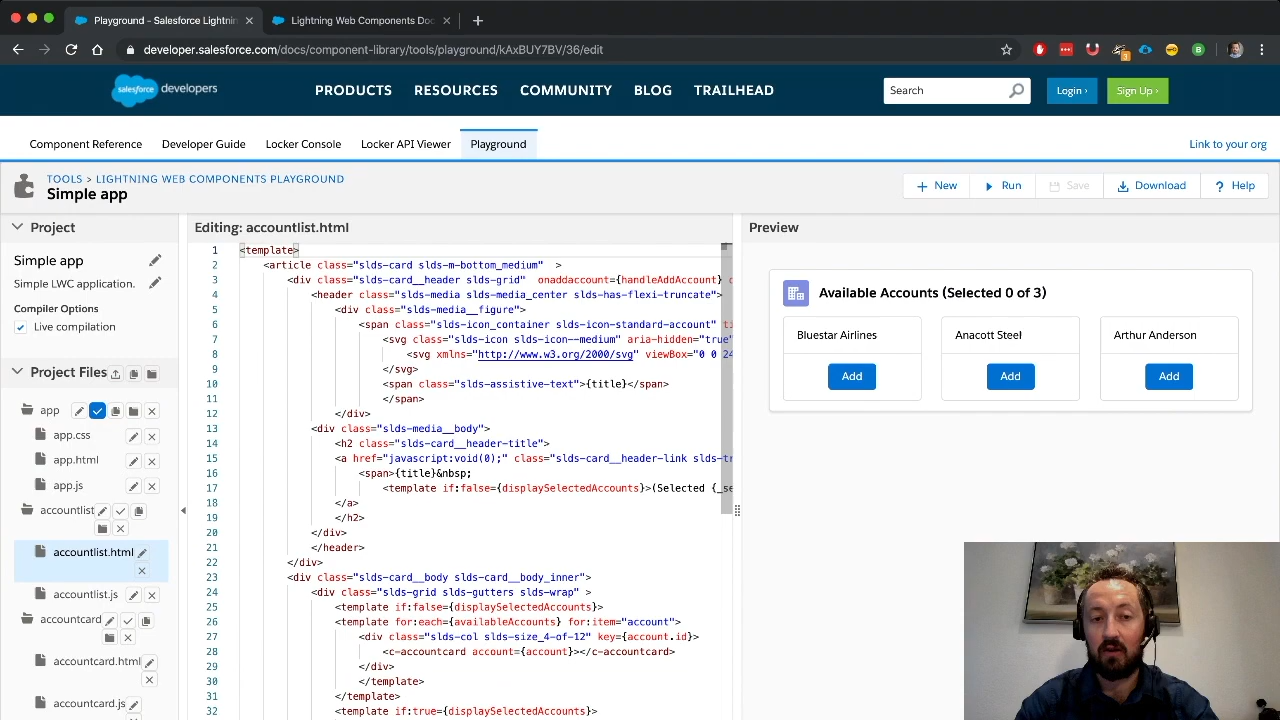 Playground - Salesforce Lightnin
Lightning Web Components Doc
developer.salesforce.com/docs/component-library/tools/playground/kAxBUY7BV/36/edit
3
B
salesforce developers
PRODUCTS
RESOURCES
COMMUNITY
BLOG
TRAILHEAD
Search
Login ›
Sign Up ›
Component Reference
Developer Guide
Locker Console
Locker API Viewer
Playground
Link to your org
TOOLS > LIGHTNING WEB COMPONENTS PLAYGROUND
Simple app
New
Run
Save
Download
? Help
Project
Simple app
Simple LWC application.
Compiler Options
Live compilation
Project Files
app
app.css
app.html
app.js
accountlist
accountlist.html
accountlist.js
accountcard
accountcard.html
accountcard.js
Editing: accountlist.html
1 <template>
2 <article class="slds-card slds-m-bottom_medium" >
3 <div class="slds-card__header slds-grid" onaddaccount={handleAddAccount}
4 <header class="slds-media slds-media_center slds-has-flexi-truncate">
5 <div class="slds-media__figure">
6 <span class="slds-icon_container slds-icon-standard-account" ti
7 <svg class="slds-icon slds-icon--medium" aria-hidden="true"
8 <svg xmlns="http://www.w3.org/2000/svg" viewBox="0 0 24
9 </svg>
10 <span class="slds-assistive-text">{title}</span>
11 </span>
12 </div>
13 <div class="slds-media__body">
14 <h2 class="slds-card__header-title">
15 <a href="javascript:void(0);" class="slds-card__header-link slds-tr
16 <span>{title}&nbsp;
17 <template if:false={displaySelectedAccounts}>(Selected {_se
18 </a>
19 </h2>
20 </div>
21 </header>
22 </div>
23 <div class="slds-card__body slds-card__body_inner">
24 <div class="slds-grid slds-gutters slds-wrap" >
25 <template if:false={displaySelectedAccounts}>
26 <template for:each={availableAccounts} for:item="account">
27 <div class="slds-col slds-size_4-of-12" key={account.id}>
28 <c-accountcard account={account}></c-accountcard>
29 </div>
30 </template>
31 </template>
32 <template if:true={displaySelectedAccounts}>
Preview
Available Accounts (Selected 0 of 3)
Bluestar Airlines
Add
Anacott Steel
Add
Arthur Anderson
Add